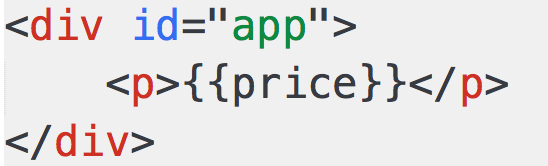 <div id="app">
    <p>{{price}}</p>
</div>